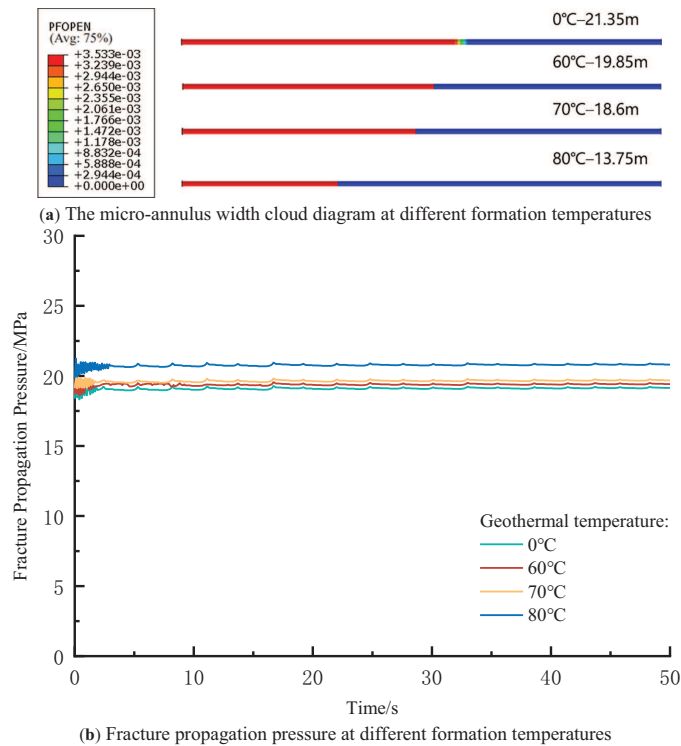 PFOPEN
(Avg: 75%)
+3.533e-03
+3.239e-03
+2.944e-03
+2.650e-03
+2.355e-03
+2.061e-03
+1.766e-03
+1.472e-03
+1.178e-03
+8.832e-04
+5.888e-04
+2.944e-04
+0.000e+00
0℃–21.35m
60℃–19.85m
70℃–18.6m
80℃–13.75m
(a) The micro-annulus width cloud diagram at different formation temperatures
Fracture Propagation Pressure/MPa
30
25
20
15
10
5
0
Geothermal temperature:
0°C
60°C
70°C
80°C
0 10 20 30 40 50
Time/s
(b) Fracture propagation pressure at different formation temperatures